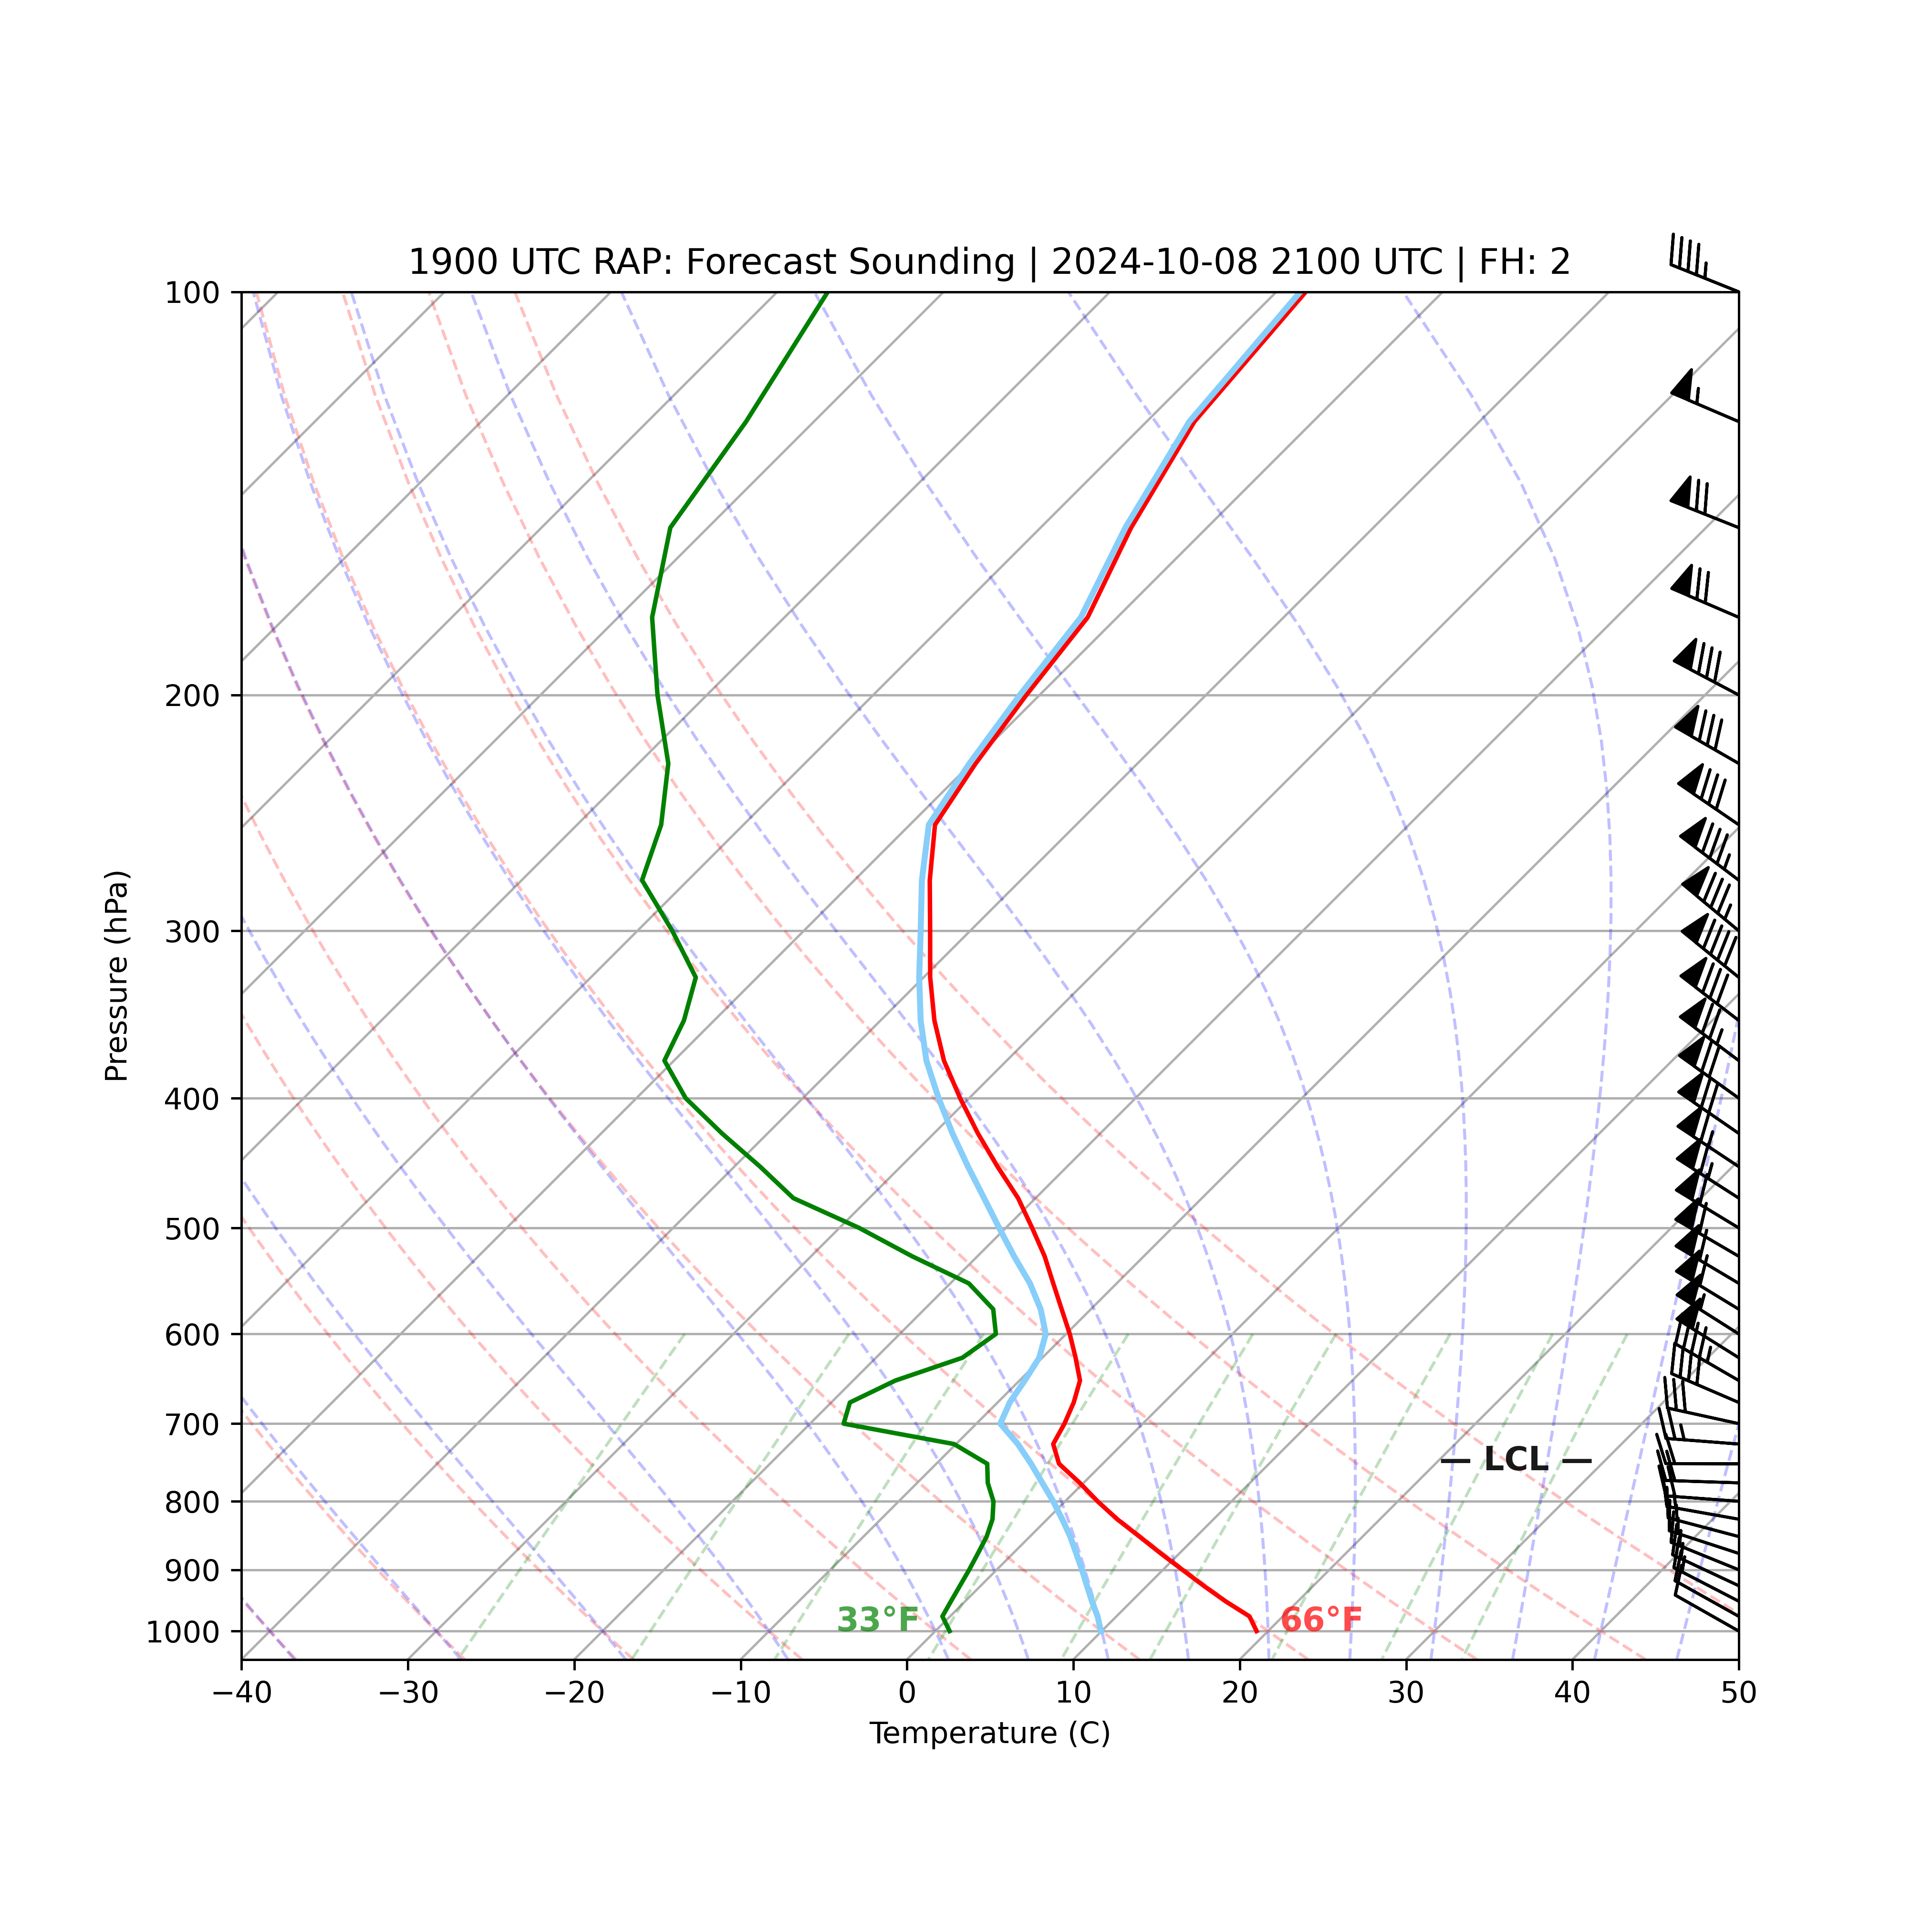 1900 UTC RAP: Forecast Sounding | 2024-10-08 2100 UTC | FH: 2
100
200
300
400
500
600
700
800
900
1000
Pressure (hPa)
— LCL —
33°F
66°F
−40 −30 −20 −10 0 10 20 30 40 50
Temperature (C)